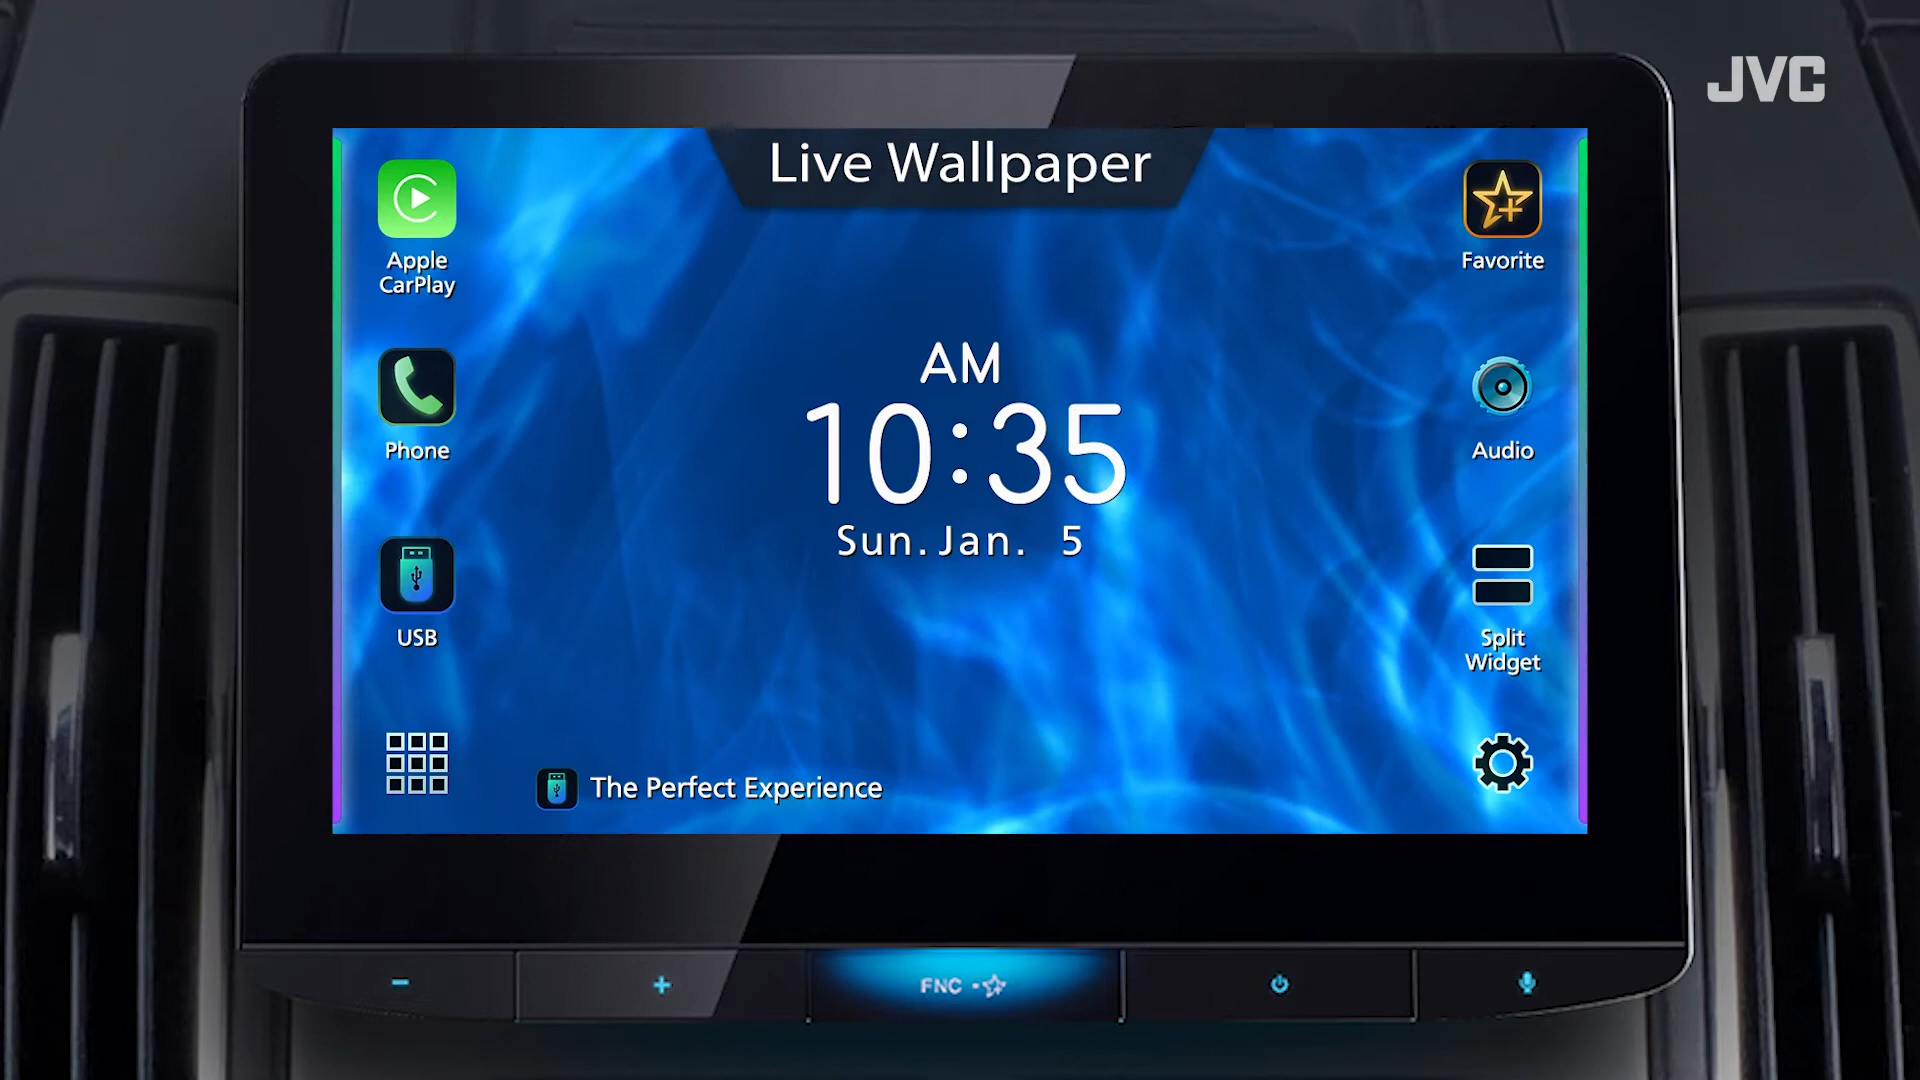 JVC
Live Wallpaper
Apple
CarPlay
Phone
USB
AM
10:35
Sun. Jan. 5
Favorite
Audio
Split
Widget
The Perfect Experience
FNC